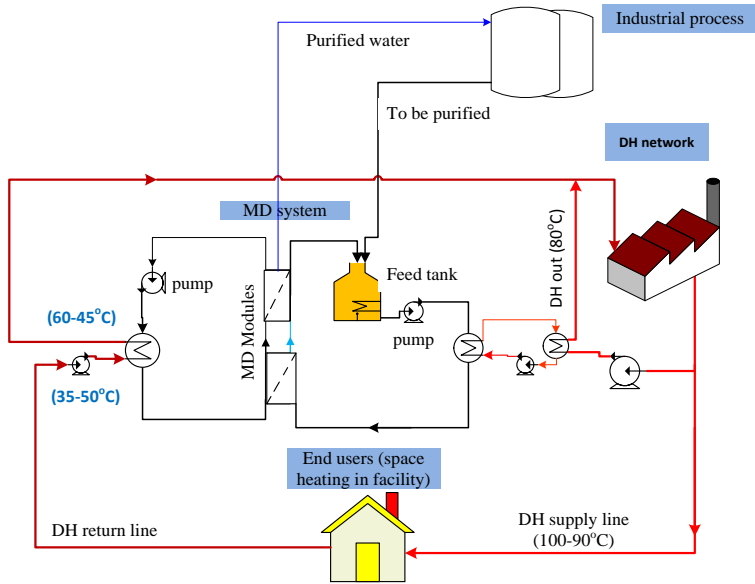 Purified water
Industrial process
To be purified
DH network
MD system
DH out (80°C)
Feed tank
pump
MD Modules
pump
(60-45°C)
(35-50°C)
End users (space
heating in facility)
DH return line
DH supply line
(100-90°C)